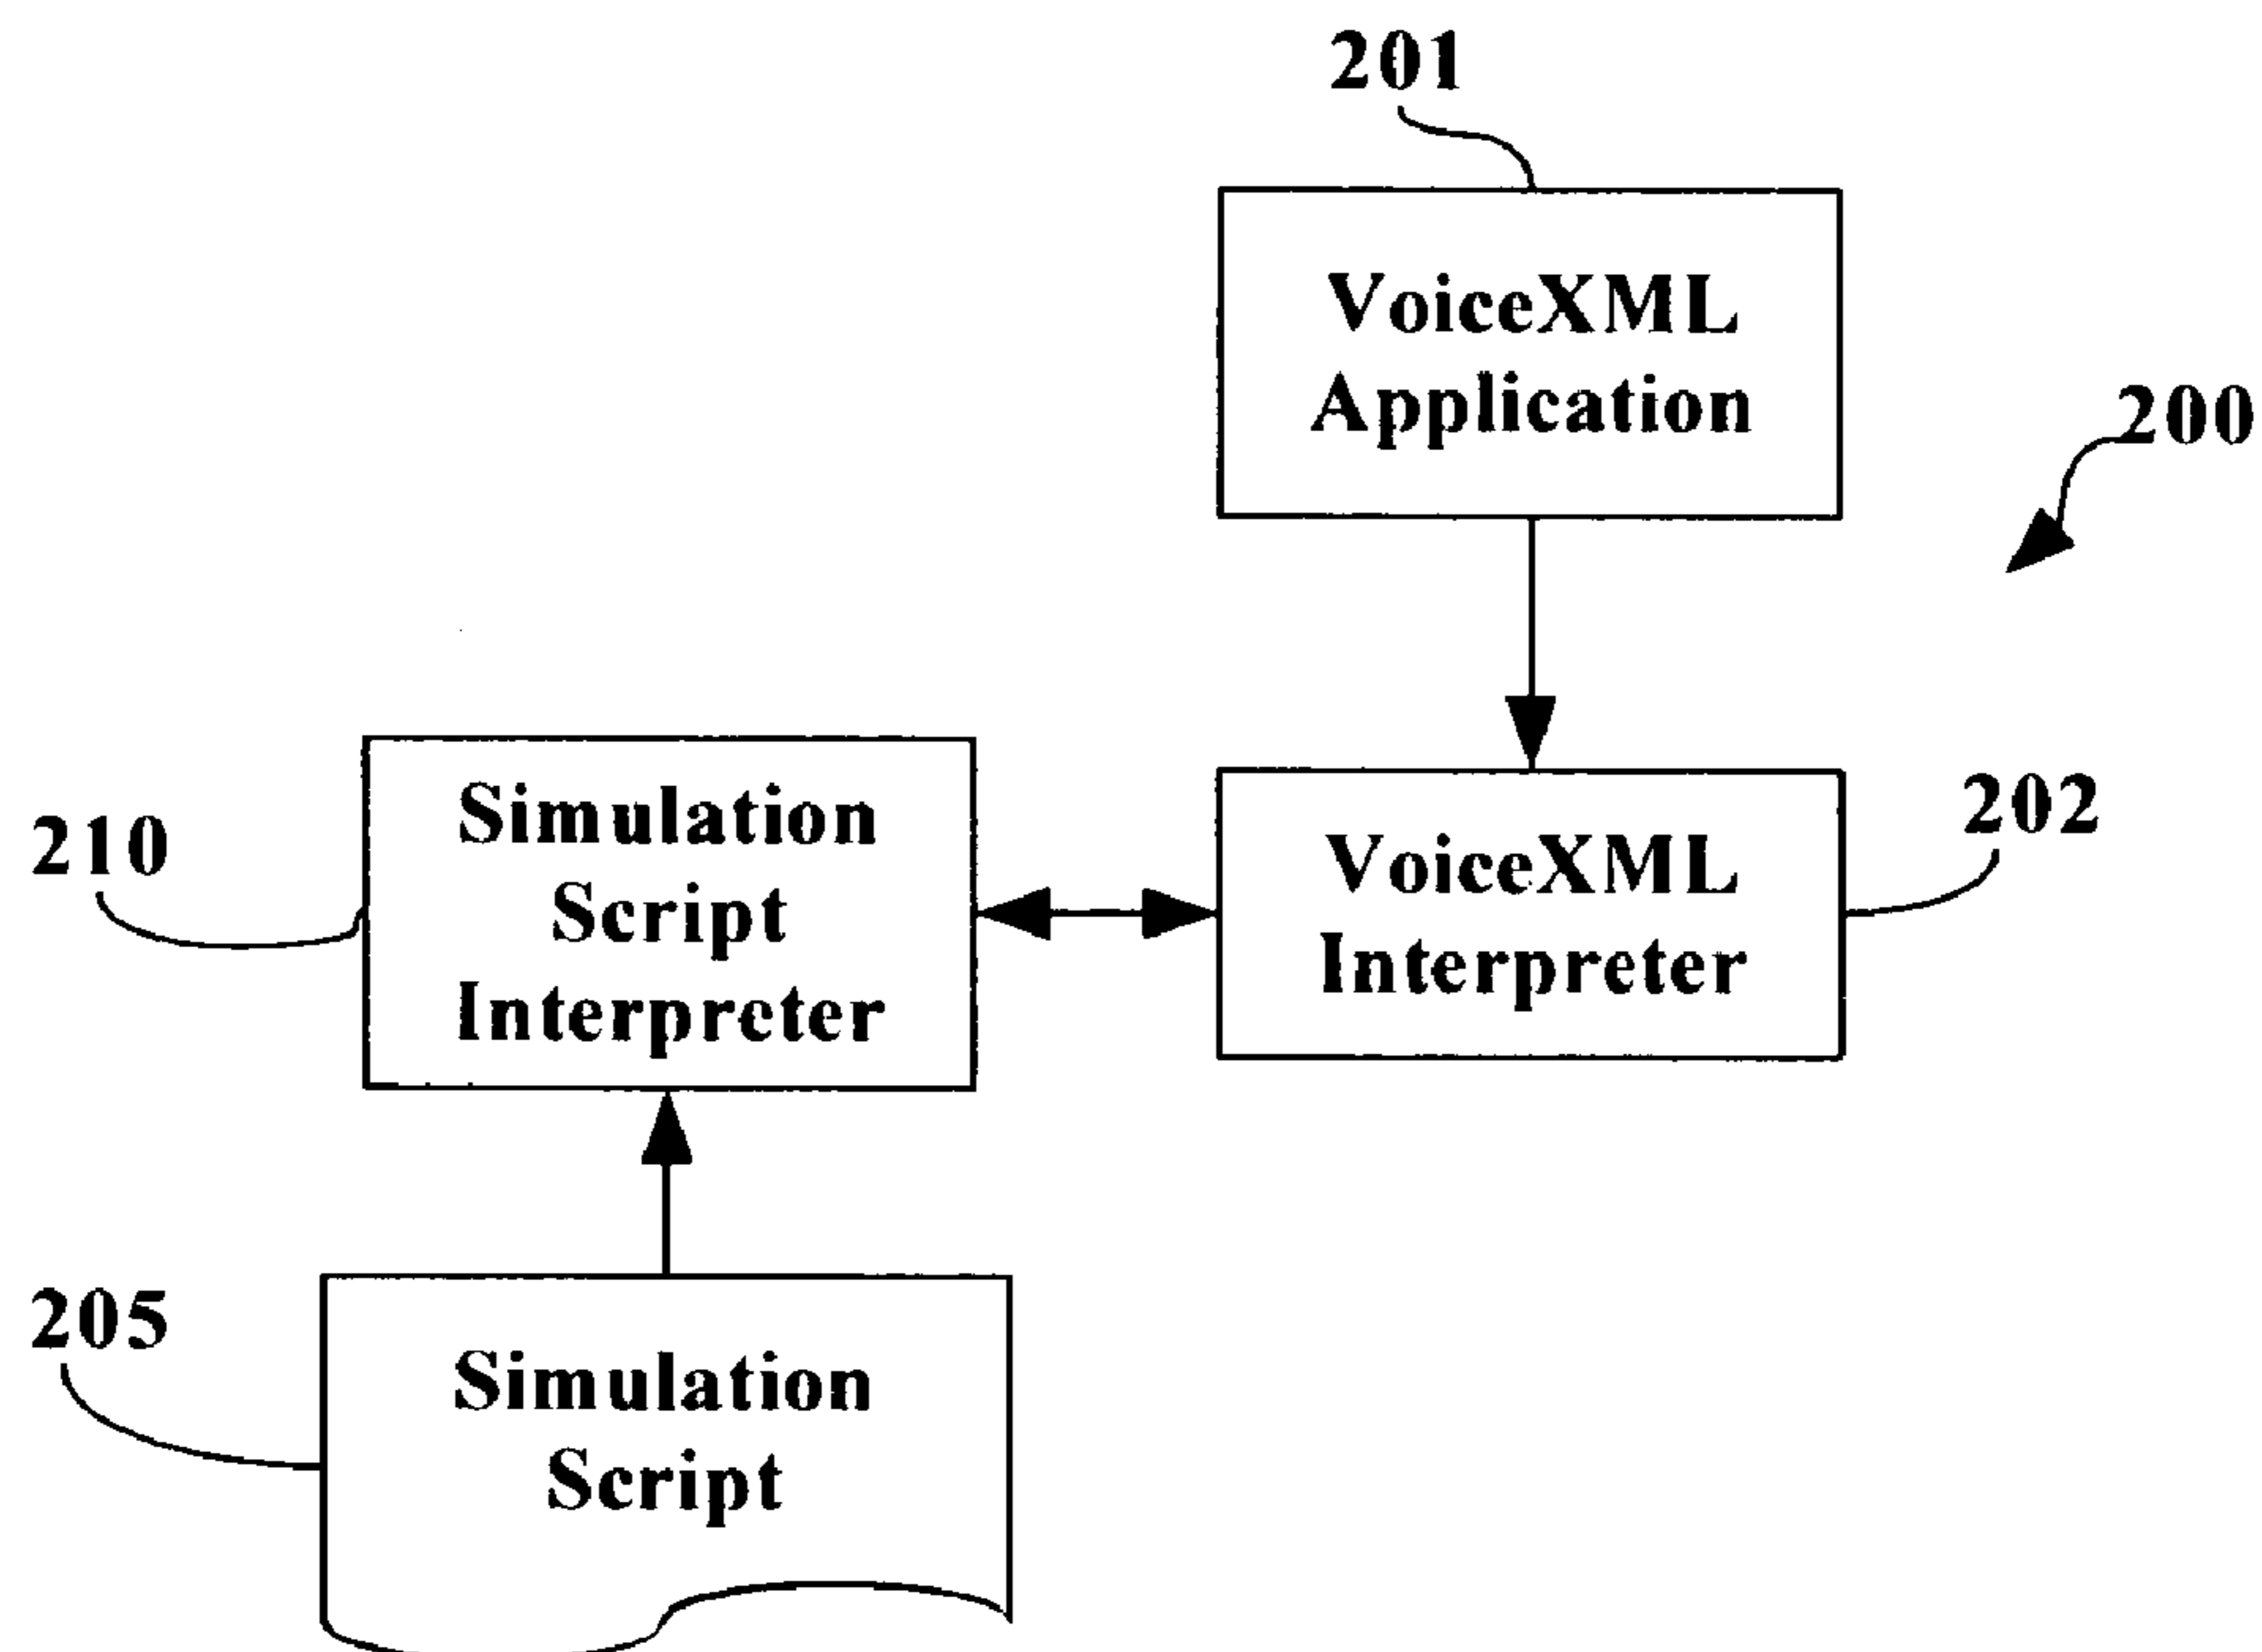 201
VoiceXML
Application
200
Simulation
Script
Interpreter
210
VoiceXML
Interpreter
202
205
Simulation
Script